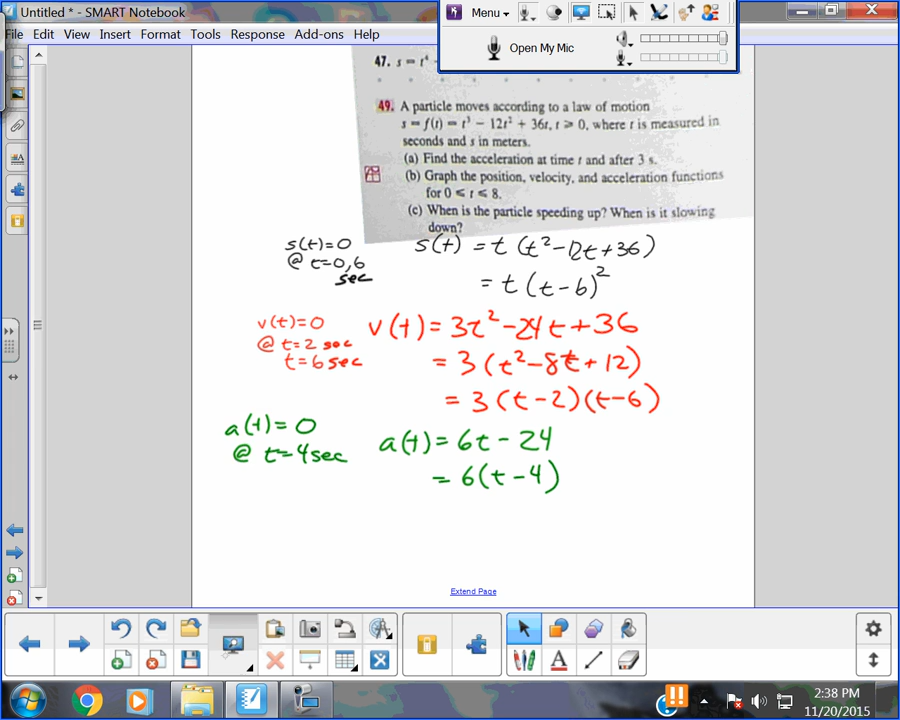 Untitled * - SMART Notebook
Menu
File Edit View Insert Format Tools Response Add-ons Help
Open My Mic
47. s = t⁴ -
49. A particle moves according to a law of motion
s = f(t) = t³ − 12t² + 36t, t ⩾ 0, where t is measured in
seconds and s in meters.
(a) Find the acceleration at time t and after 3 s.
(b) Graph the position, velocity, and acceleration functions
for 0 ⩽ t ⩽ 8.
(c) When is the particle speeding up? When is it slowing
down?
s(t) = 0
@ t=0,6
sec
s(t) = t (t² − 12t + 36)
= t (t − 6)²
v(t) = 0
@ t=2 sec
t=6 sec
v(t) = 3t² − 24t + 36
= 3 (t² − 8t + 12)
= 3 (t − 2)(t − 6)
a(t) = 0
@ t=4 sec
a(t) = 6t − 24
= 6(t − 4)
Extend Page
2:38 PM
11/20/2015